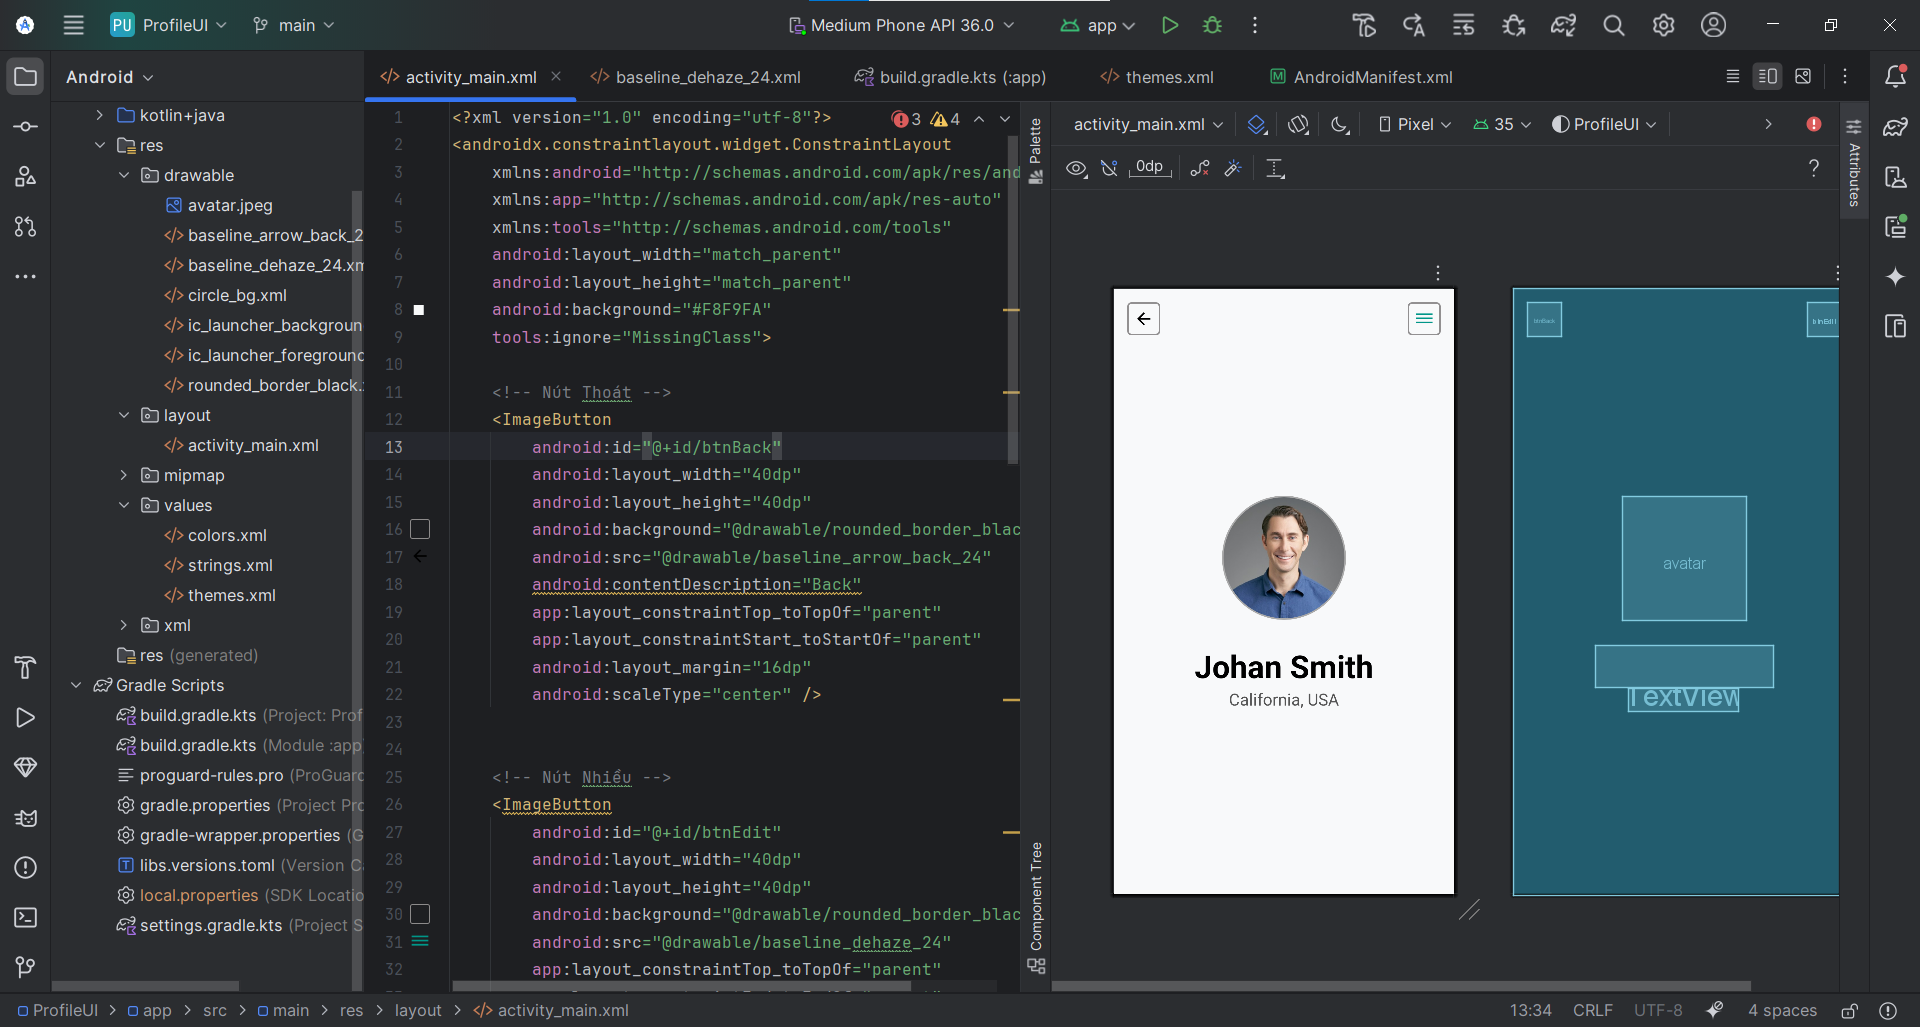 PU ProfileUI main Medium Phone API 36.0 app
Android
activity_main.xml baseline_dehaze_24.xml build.gradle.kts (:app) themes.xml AndroidManifest.xml
kotlin+java
res
drawable
avatar.jpeg
baseline_arrow_back_2
baseline_dehaze_24.xm
circle_bg.xml
ic_launcher_backgroun
ic_launcher_foreground
rounded_border_black.
layout
activity_main.xml
mipmap
values
colors.xml
strings.xml
themes.xml
xml
res (generated)
Gradle Scripts
build.gradle.kts (Project: Prof
build.gradle.kts (Module :app
proguard-rules.pro (ProGuard
gradle.properties (Project Pro
gradle-wrapper.properties (G
libs.versions.toml (Version Ca
local.properties (SDK Locatio
settings.gradle.kts (Project S
3 4
1 <?xml version="1.0" encoding="utf-8"?>
2 <androidx.constraintlayout.widget.ConstraintLayout
3 xmlns:android="http://schemas.android.com/apk/res/and
4 xmlns:app="http://schemas.android.com/apk/res-auto"
5 xmlns:tools="http://schemas.android.com/tools"
6 android:layout_width="match_parent"
7 android:layout_height="match_parent"
8 android:background="#F8F9FA"
9 tools:ignore="MissingClass">
10
11 <!-- Nút Thoát -->
12 <ImageButton
13 android:id="@+id/btnBack"
14 android:layout_width="40dp"
15 android:layout_height="40dp"
16 android:background="@drawable/rounded_border_blac
17 android:src="@drawable/baseline_arrow_back_24"
18 android:contentDescription="Back"
19 app:layout_constraintTop_toTopOf="parent"
20 app:layout_constraintStart_toStartOf="parent"
21 android:layout_margin="16dp"
22 android:scaleType="center" />
23
24
25 <!-- Nút Nhiều -->
26 <ImageButton
27 android:id="@+id/btnEdit"
28 android:layout_width="40dp"
29 android:layout_height="40dp"
30 android:background="@drawable/rounded_border_blac
31 android:src="@drawable/baseline_dehaze_24"
32 app:layout_constraintTop_toTopOf="parent"
Palette
Component Tree
activity_main.xml Pixel 35 ProfileUI
0dp
?
Attributes
Johan Smith
California, USA
btnBack
btnEdit
avatar
TextView
ProfileUI > app > src > main > res > layout > activity_main.xml
13:34 CRLF UTF-8 4 spaces